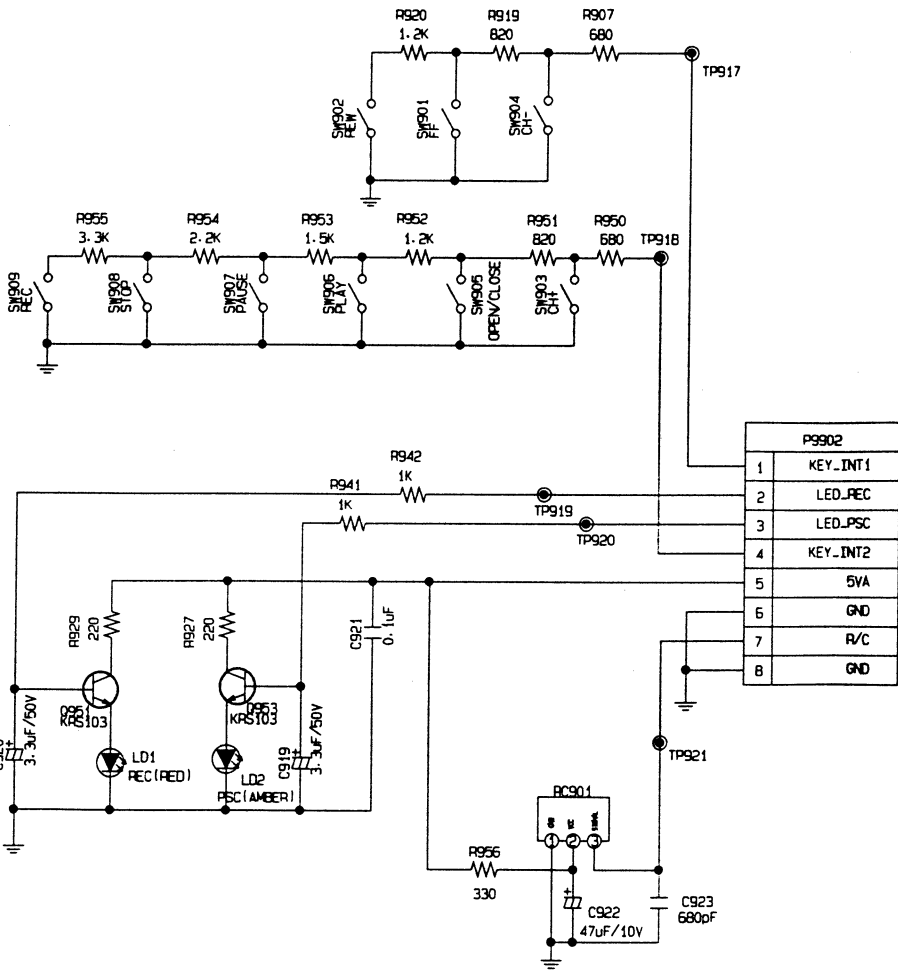 R920
1.2K
R919
820
R907
680
TP917
SW902
REW
SW901
FF
SW904
CH-
R955
3.3K
R954
2.2K
R953
1.5K
R952
1.2K
R951
820
R950
680
TP918
SW909
REC
SW908
STOP
SW907
PAUSE
SW906
PLAY
SW905
OPEN/CLOSE
SW903
CH+
P9902
1 KEY_INT1
2 LED_REC
3 LED_PSC
4 KEY_INT2
5 5VA
6 GND
7 R/C
8 GND
R942
1K
R941
1K
TP919
TP920
R929
220
R927
220
C921
0.1uF
Q951
KRS103
Q953
KRS103
3.3uF/50V
LD1
REC(RED)
LD2
PSC(AMBER)
C919
3.3uF/50V
TP921
RC901
VCC
1 2 3
R956
330
C922
47uF/10V
C923
680pF